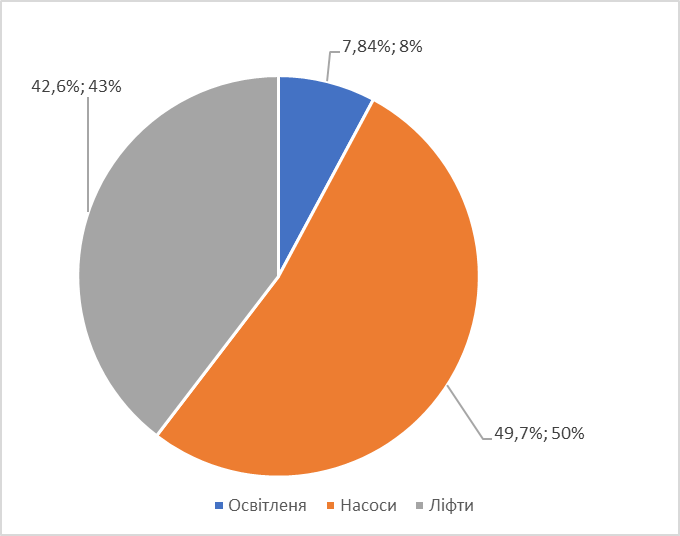 7,84%; 8%
42,6%; 43%
49,7%; 50%
Освітленя Насоси Ліфти